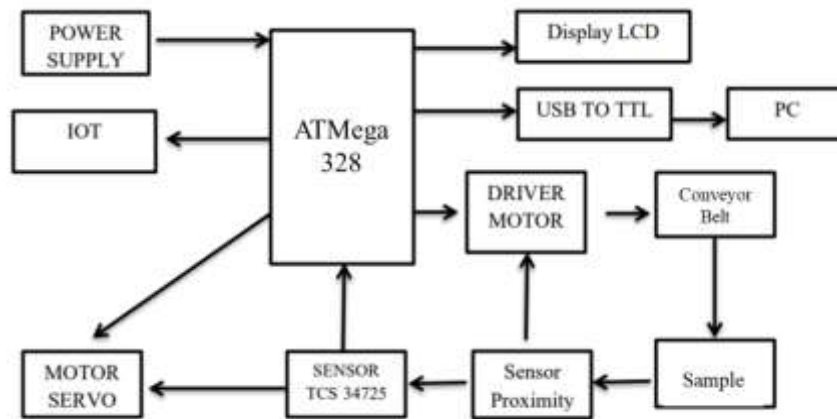 POWER
SUPPLY
Display LCD
IOT
ATMega
328
USB TO TTL
PC
DRIVER
MOTOR
Conveyor
Belt
MOTOR
SERVO
SENSOR
TCS 34725
Sensor
Proximity
Sample